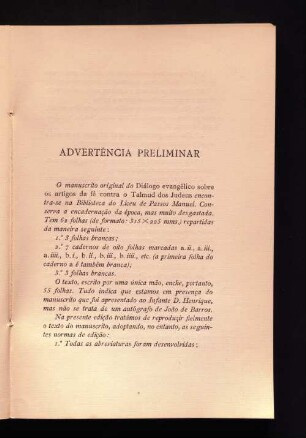 ADVERTÊNCIA PRELIMINAR
O manuscrito original do Diálogo evangélico sobre
os artigos de fé contra o Talmud dos Judeus encon-
tra-se na Biblioteca do Liceu de Passos Manuel. Con-
serva a encadernação da época, mas muito desgastada.
Tem 62 folhas (de formato: 315 × 215 mms.) repartidas
da maneira seguinte:
1.º 3 folhas brancas;
2.º 7 cadernos de oito folhas marcadas a.ii., a.iii.,
a.iiii., b.i., b.ii., b.iii., b.iiii., etc. (a primeira folha do
caderno a é também branca);
3.º 3 folhas brancas.
O texto, escrito por uma única mão, enche, portanto,
55 folhas. Tudo indica que estamos em presença do
manuscrito que foi apresentado ao Infante D. Henrique,
mas não se trata de um autógrafo de João de Barros.
Na presente edição tratámos de reproduzir fielmente
o texto do manuscrito, adoptando, no entanto, as seguin-
tes normas de edição:
1.º Todas as abreviaturas foram desenvolvidas;